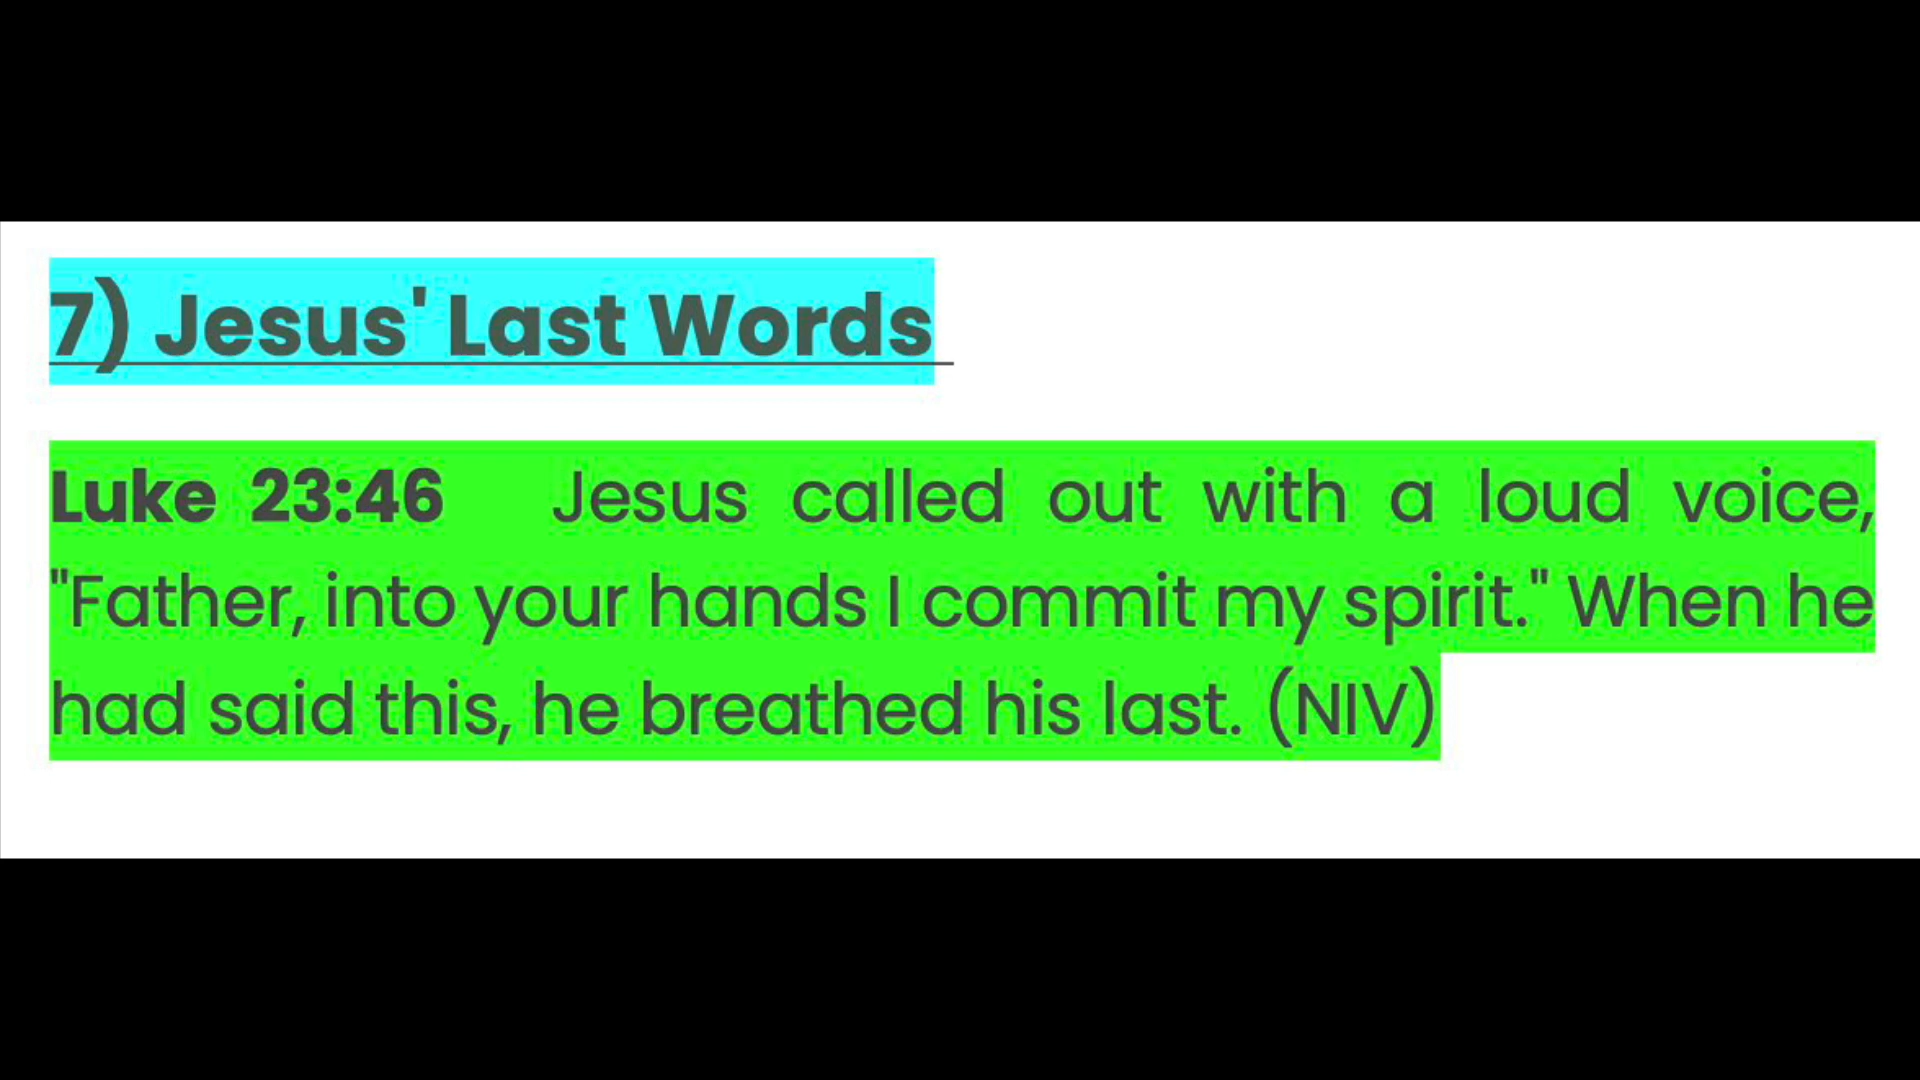 7) Jesus' Last Words
Luke 23:46 Jesus called out with a loud voice,
"Father, into your hands I commit my spirit." When he
had said this, he breathed his last. (NIV)